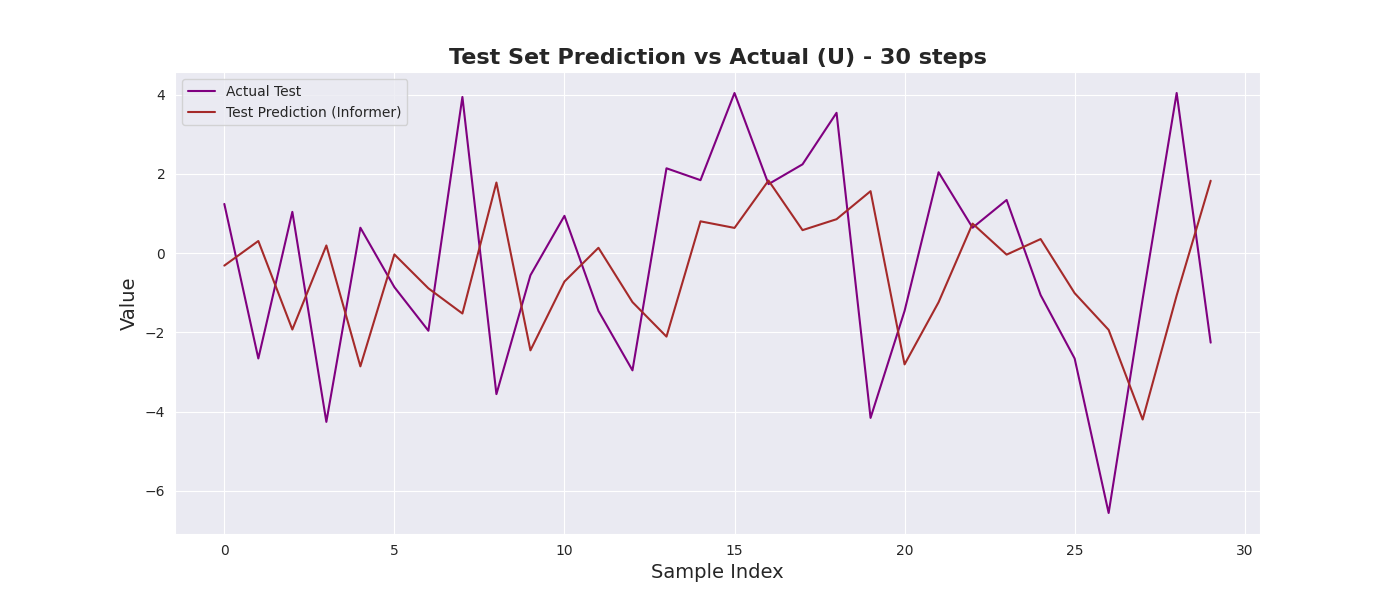 Test Set Prediction vs Actual (U) - 30 steps
Actual Test
Test Prediction (Informer)
Value
4
2
0
−2
−4
−6
0 5 10 15 20 25 30
Sample Index